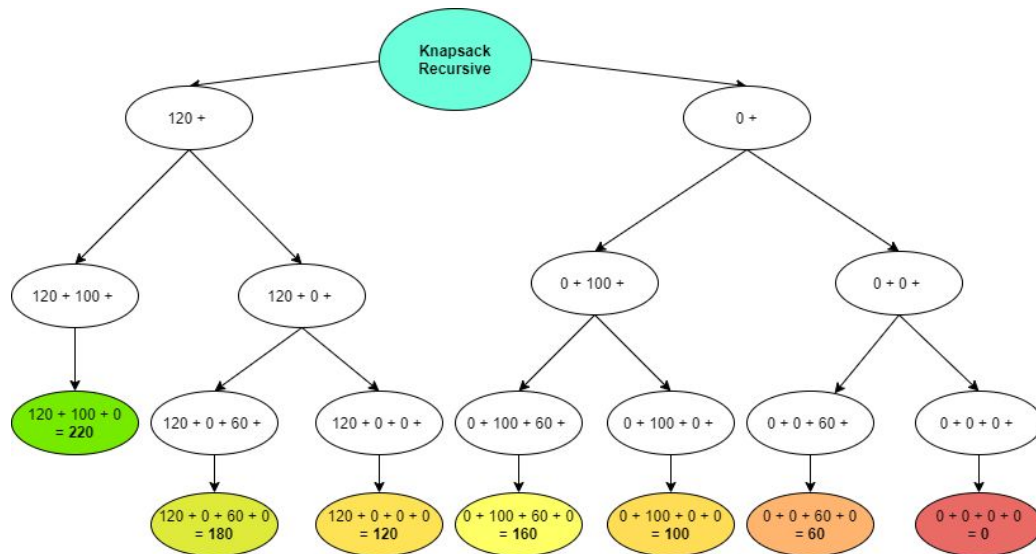 Knapsack
Recursive
120 +
0 +
120 + 100 +
120 + 0 +
0 + 100 +
0 + 0 +
120 + 100 + 0
= 220
120 + 0 + 60 +
120 + 0 + 0 +
0 + 100 + 60 +
0 + 100 + 0 +
0 + 0 + 60 +
0 + 0 + 0 +
120 + 0 + 60 + 0
= 180
120 + 0 + 0 + 0
= 120
0 + 100 + 60 + 0
= 160
0 + 100 + 0 + 0
= 100
0 + 0 + 60 + 0
= 60
0 + 0 + 0 + 0
= 0